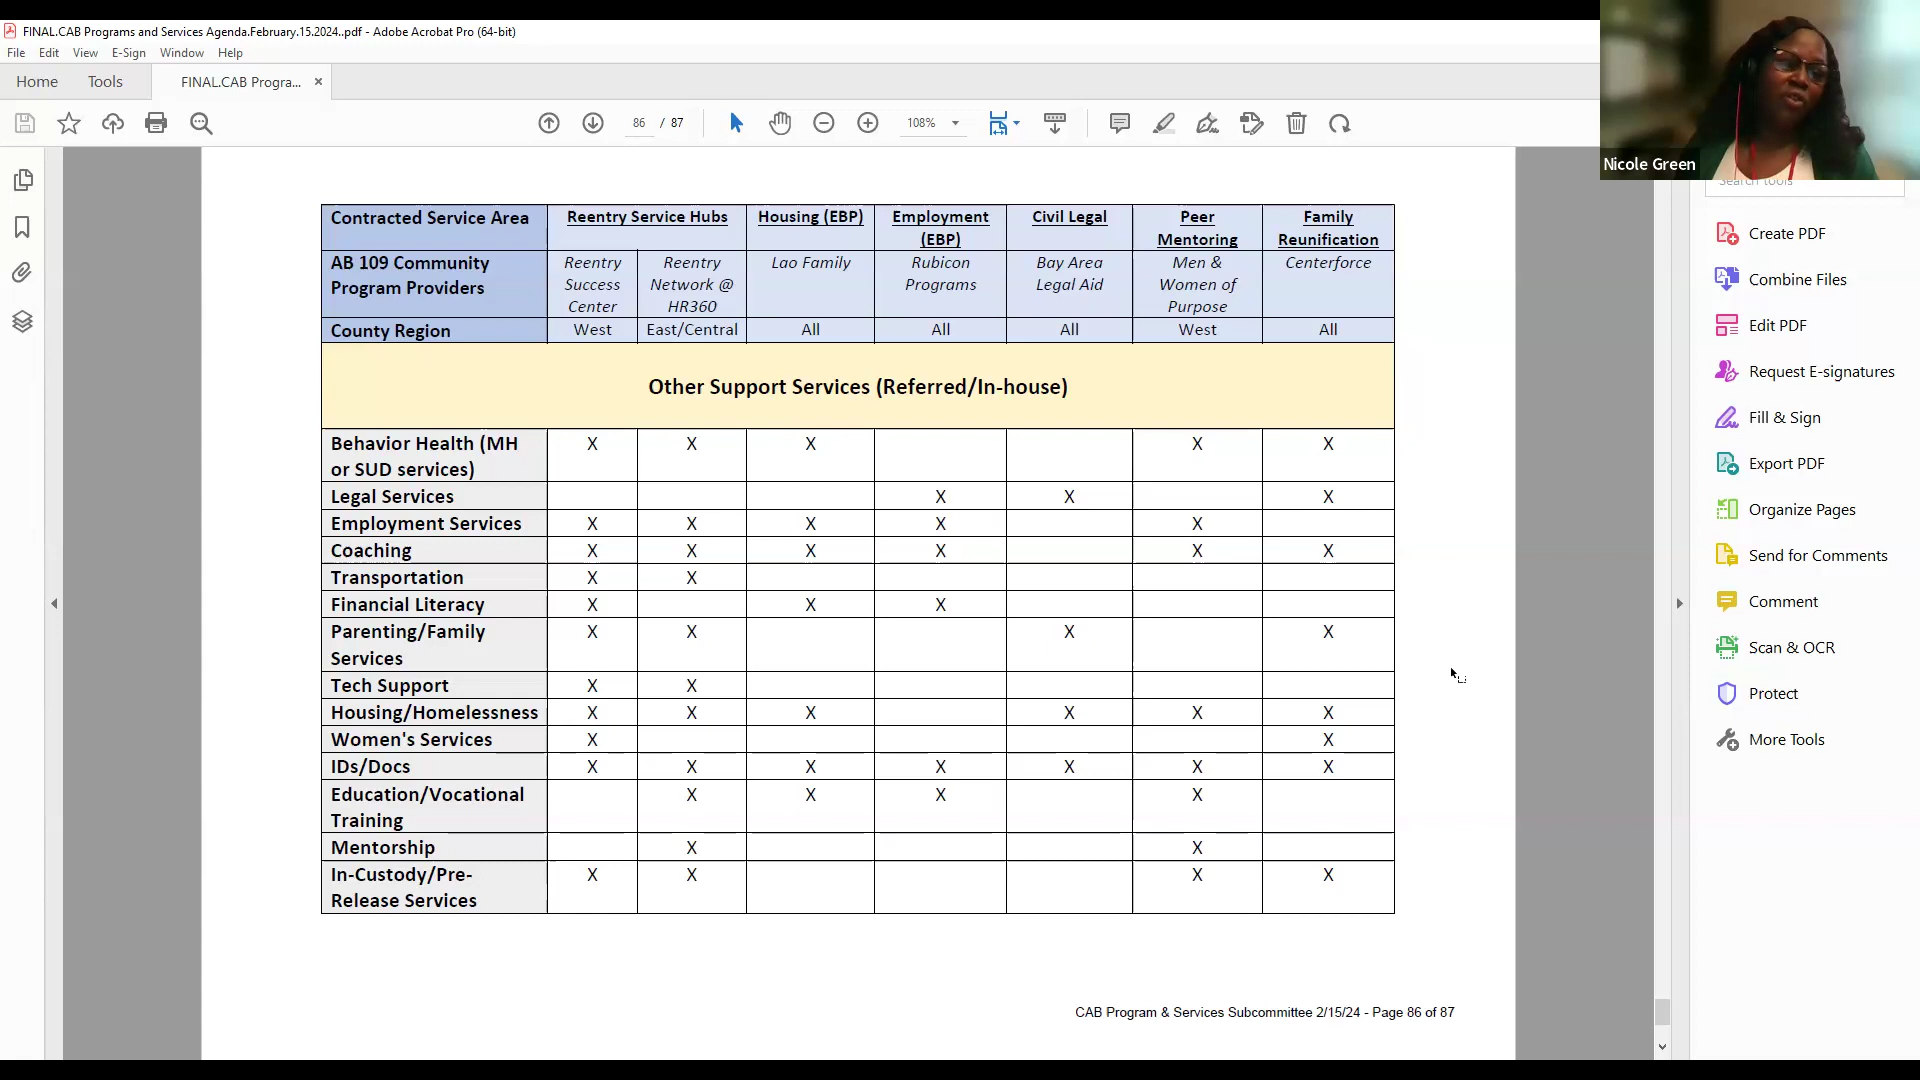 FINAL.CAB Programs and Services Agenda.February.15.2024..pdf - Adobe Acrobat Pro (64-bit)
File Edit View E-Sign Window Help
Home Tools FINAL.CAB Progra... ×
86 / 87 108%
Nicole Green
Search tools
Contracted Service Area Reentry Service Hubs Housing (EBP) Employment (EBP) Civil Legal Peer Mentoring Family Reunification
AB 109 Community Program Providers Reentry Success Center Reentry Network @ HR360 Lao Family Rubicon Programs Bay Area Legal Aid Men & Women of Purpose Centerforce
County Region West East/Central All All All West All
Other Support Services (Referred/In-house)
Behavior Health (MH or SUD services) X X X X X
Legal Services X X X
Employment Services X X X X X
Coaching X X X X X X
Transportation X X
Financial Literacy X X X
Parenting/Family Services X X X X
Tech Support X X
Housing/Homelessness X X X X X X
Women's Services X X
IDs/Docs X X X X X X X
Education/Vocational Training X X X X
Mentorship X X
In-Custody/Pre-Release Services X X X X
CAB Program & Services Subcommittee 2/15/24 - Page 86 of 87
Create PDF
Combine Files
Edit PDF
Request E-signatures
Fill & Sign
Export PDF
Organize Pages
Send for Comments
Comment
Scan & OCR
Protect
More Tools